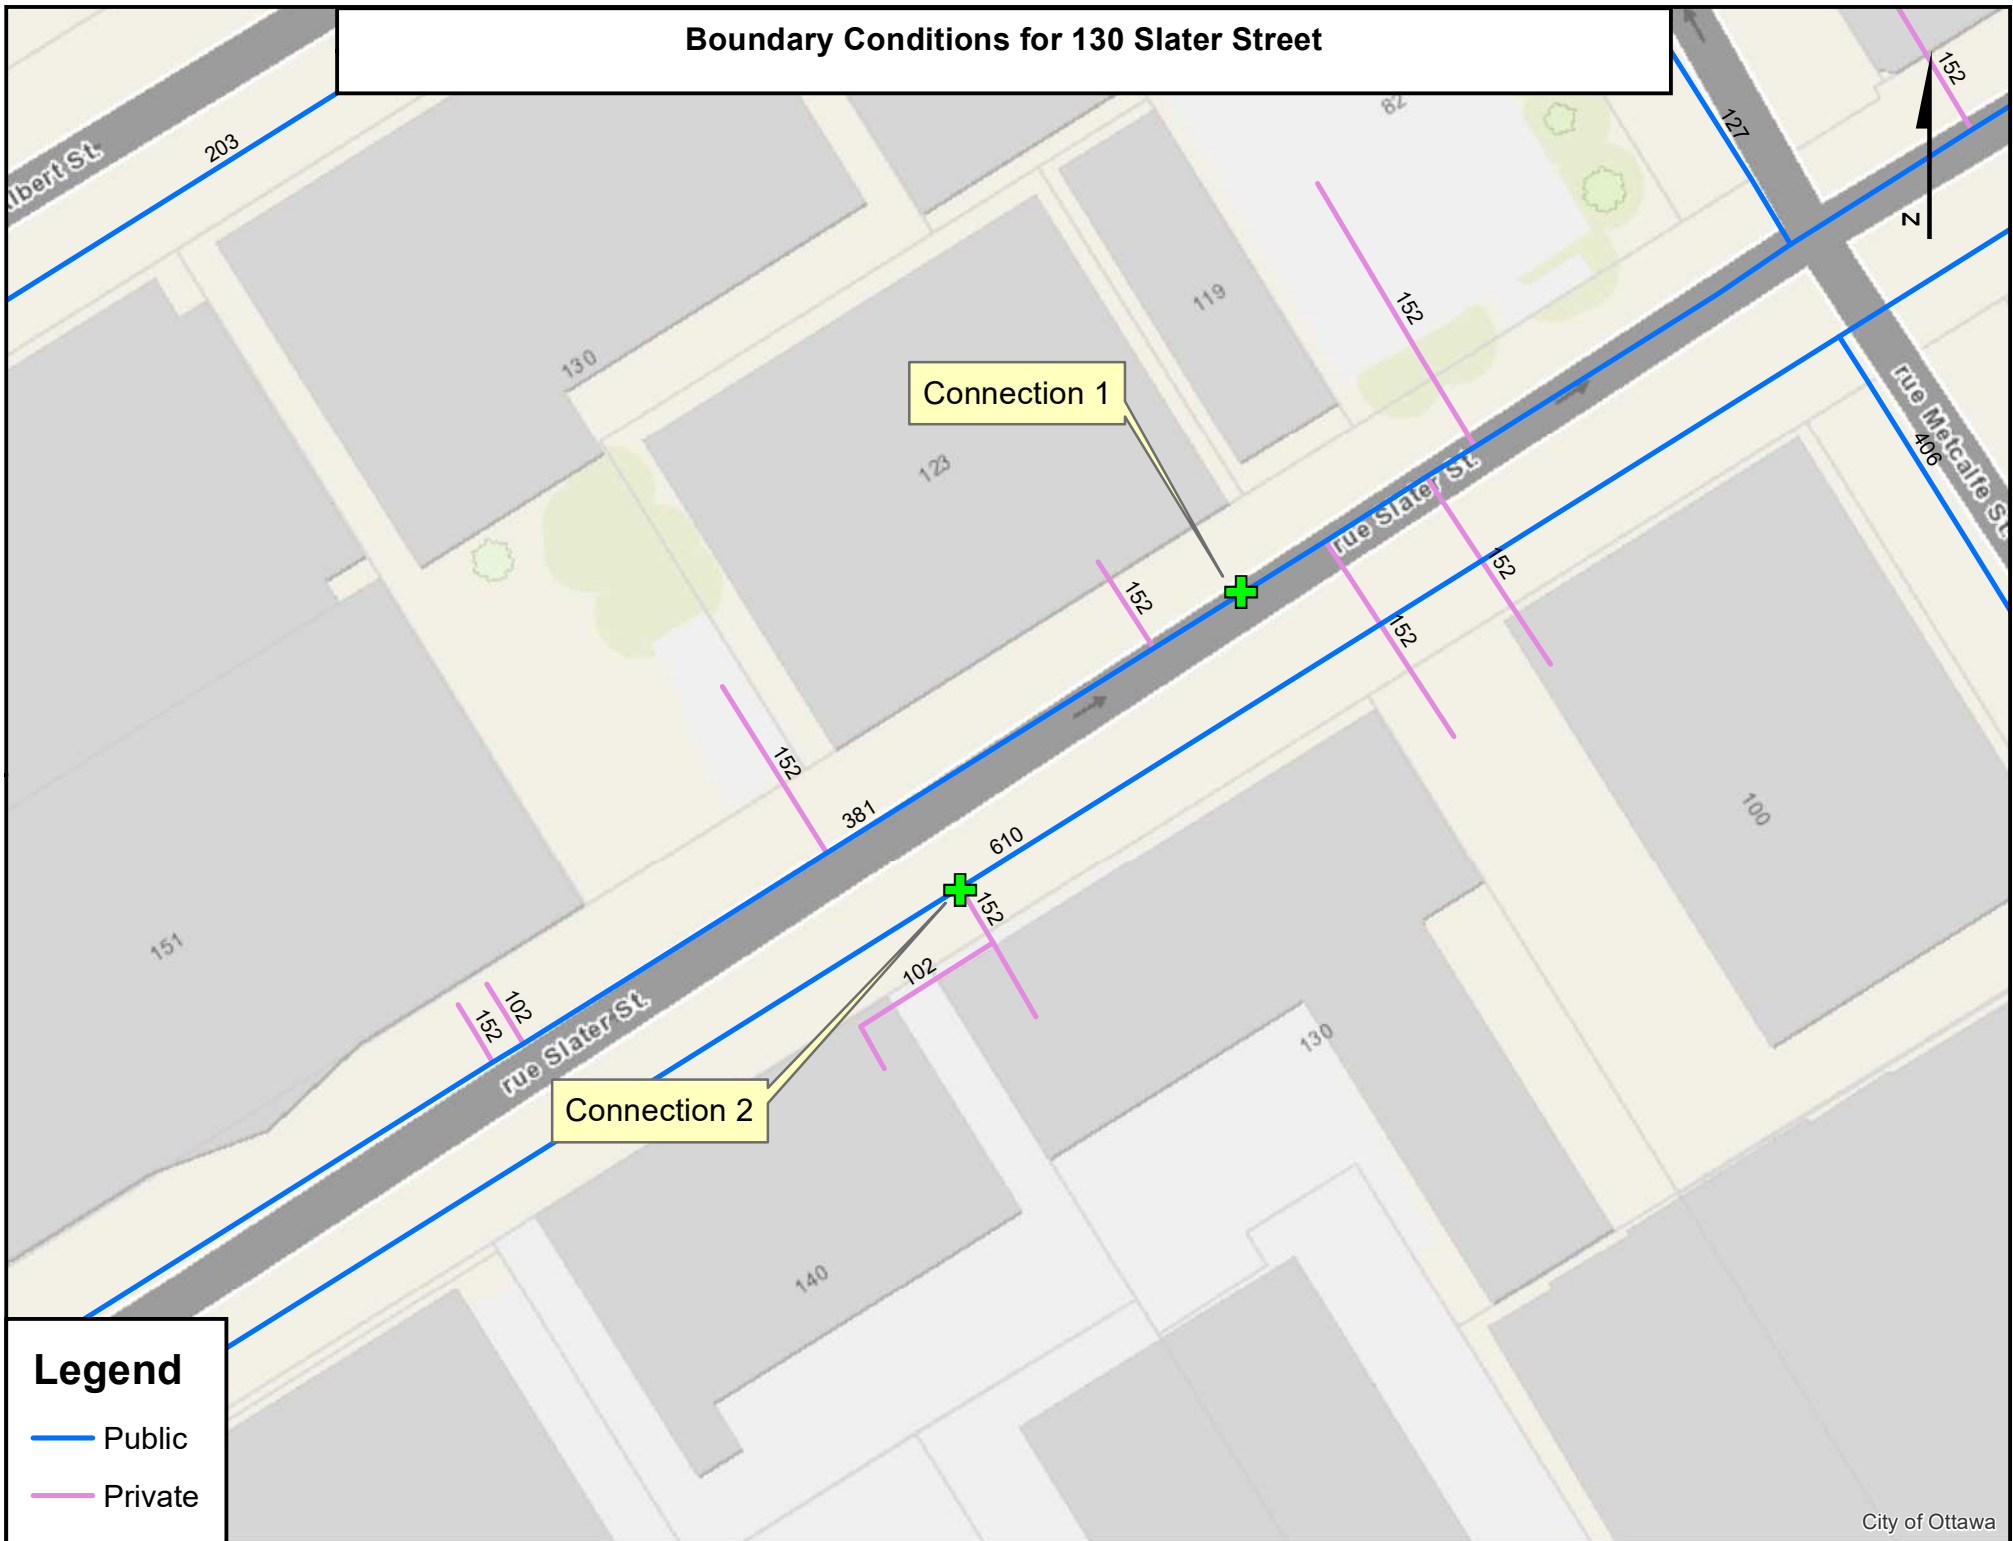 Boundary Conditions for 130 Slater Street
152
127
82
203
lbert St.
Z
119
152
130
Connection 1
rue Metcalfe St.
406
123
rue Slater St.
152
152
152
152
100
381
610
152
151
102
102
152
rue Slater St.
130
Connection 2
140
Legend
Public
Private
City of Ottawa